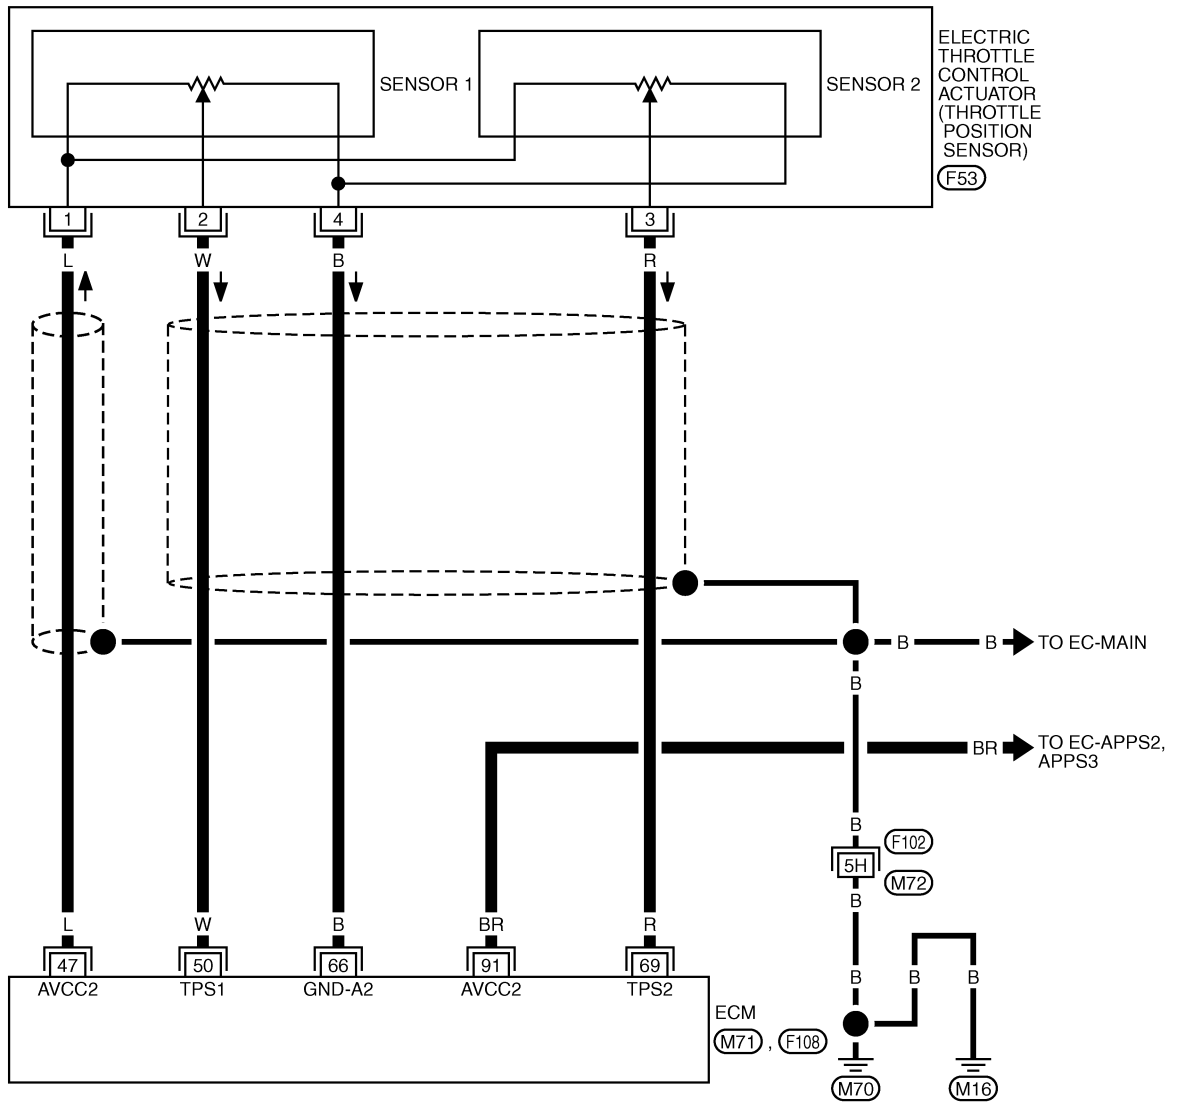 SENSOR 1
SENSOR 2
ELECTRIC
THROTTLE
CONTROL
ACTUATOR
(THROTTLE
POSITION
SENSOR)
F53
1
2
4
3
L
W
B
R
B
B
TO EC-MAIN
B
BR
TO EC-APPS2,
APPS3
B
F102
5H
M72
B
L
W
B
BR
R
47
50
66
91
69
B
B
B
AVCC2
TPS1
GND-A2
AVCC2
TPS2
ECM
M71 , F108
M70
M16